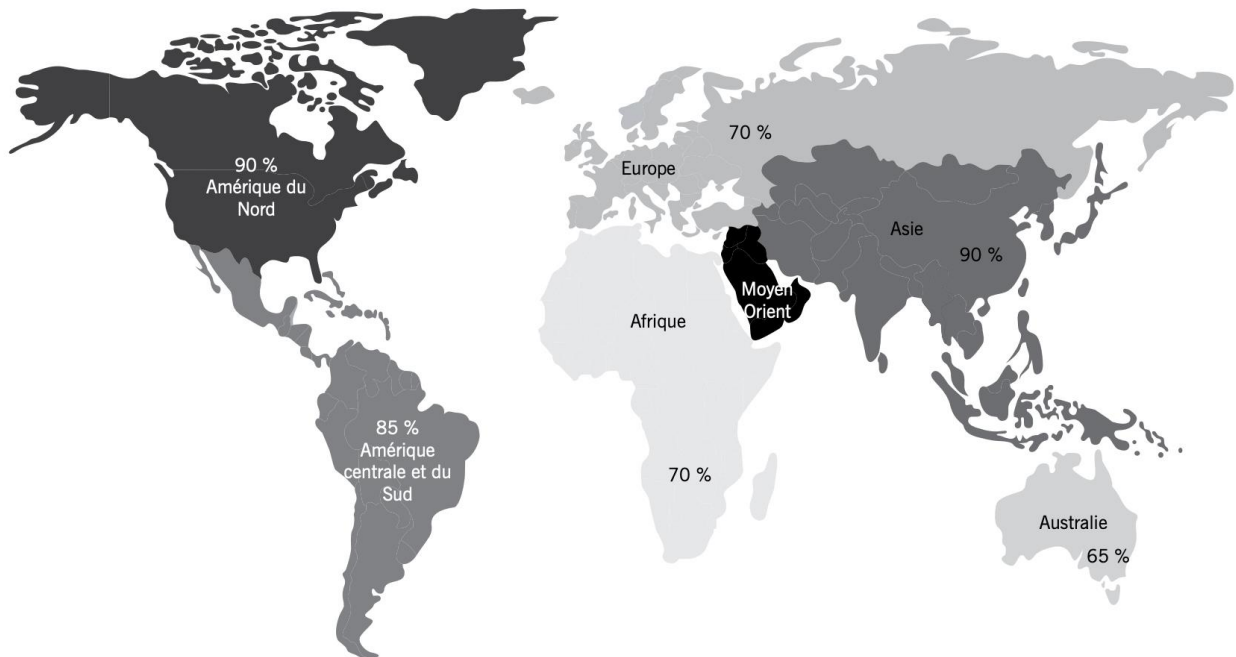 90 %
Amérique du
Nord
70 %
Europe
Asie
90 %
Moyen
Orient
Afrique
85 %
Amérique
centrale et du
Sud
70 %
Australie
65 %